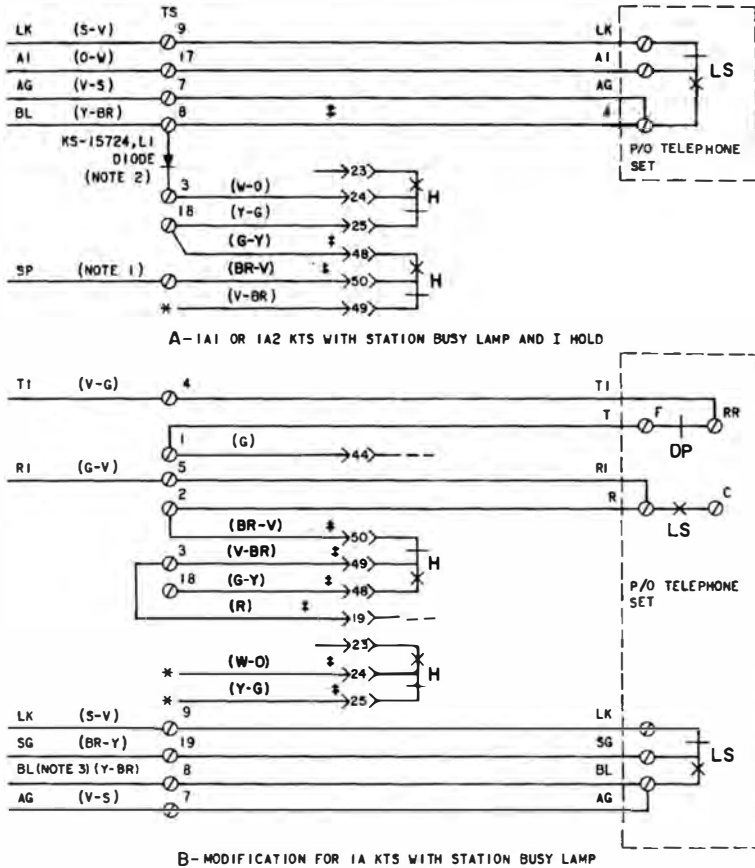 TS
LK (S-V) 9 LK
A1 (O-W) 17 A1 LS
AG (V-S) 7 AG
BL (Y-BR) 8 ‡ 4
KS-15724, L1
DIODE
(NOTE 2)
P/O TELEPHONE
SET
23
3 (W-O) 24 H
18 (Y-G) 25
(G-Y) ‡ 48
SP (NOTE 1) (BR-V) ‡ 50 H
* (V-BR) 49
A-1A1 OR 1A2 KTS WITH STATION BUSY LAMP AND I HOLD
T1 (V-G) 4 T1
T F RR
DP
1 (G) 44
R1 (G-V) 5 R1
2 R C
LS
(BR-V) ‡ 50
3 (V-BR) ‡ 49 H
18 (G-Y) ‡ 48
(R) ‡ 19
P/O TELEPHONE
SET
23
* (W-O) ‡ 24 H
* (Y-G) ‡ 25
LK (S-V) 9 LK
SG (BR-Y) 19 SG LS
BL (NOTE 3) (Y-BR) 8 BL
AG (V-S) 7 AG
B- MODIFICATION FOR 1A KTS WITH STATION BUSY LAMP